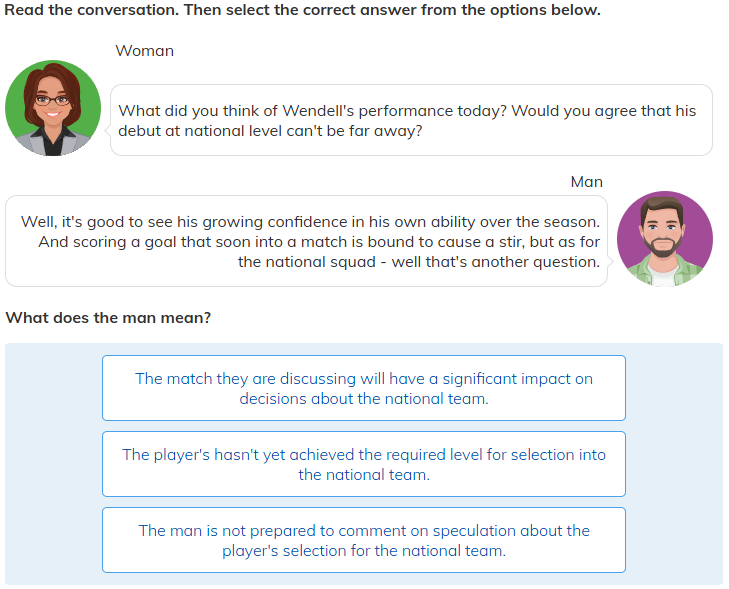 Read the conversation. Then select the correct answer from the options below.
Woman
What did you think of Wendell's performance today? Would you agree that his
debut at national level can't be far away?
Man
Well, it's good to see his growing confidence in his own ability over the season.
And scoring a goal that soon into a match is bound to cause a stir, but as for
the national squad - well that's another question.
What does the man mean?
The match they are discussing will have a significant impact on
decisions about the national team.
The player's hasn't yet achieved the required level for selection into
the national team.
The man is not prepared to comment on speculation about the
player's selection for the national team.